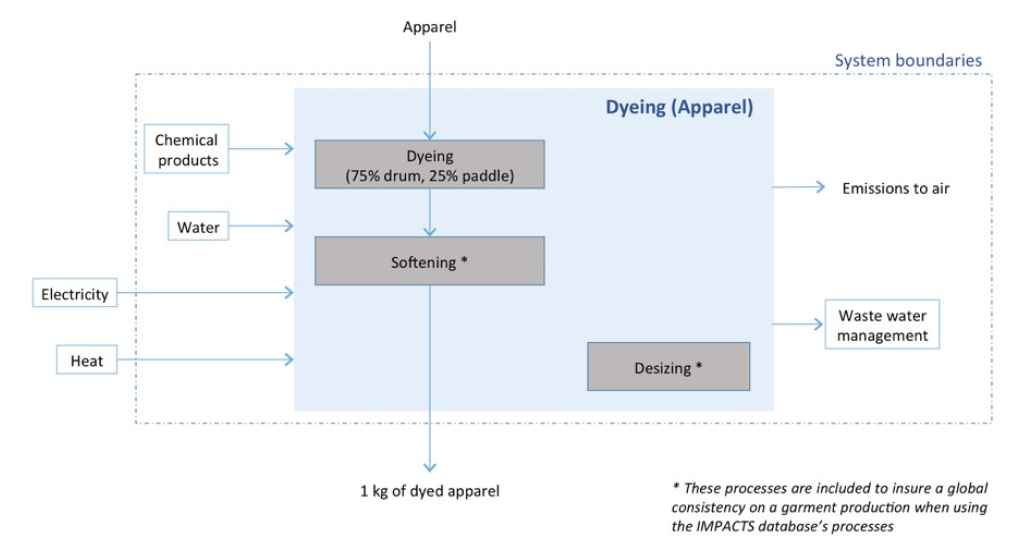 Apparel
System boundaries
Dyeing (Apparel)
Chemical
products
Dyeing
(75% drum, 25% paddle)
Emissions to air
Water
Softening *
Electricity
Waste water
management
Heat
Desizing *
1 kg of dyed apparel
* These processes are included to insure a global
consistency on a garment production when using
the IMPACTS database's processes